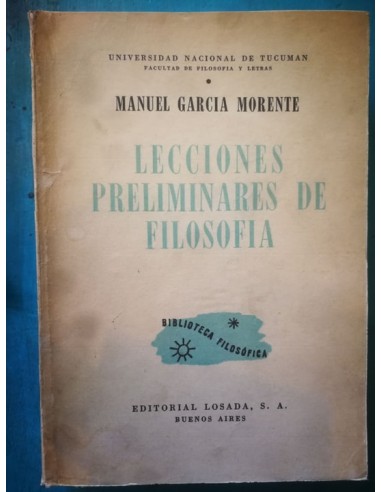 UNIVERSIDAD NACIONAL DE TUCUMAN
FACULTAD DE FILOSOFIA Y LETRAS
MANUEL GARCIA MORENTE
LECCIONES
PRELIMINARES DE
FILOSOFIA
BIBLIOTECA FILOSÓFICA
EDITORIAL LOSADA, S. A.
BUENOS AIRES